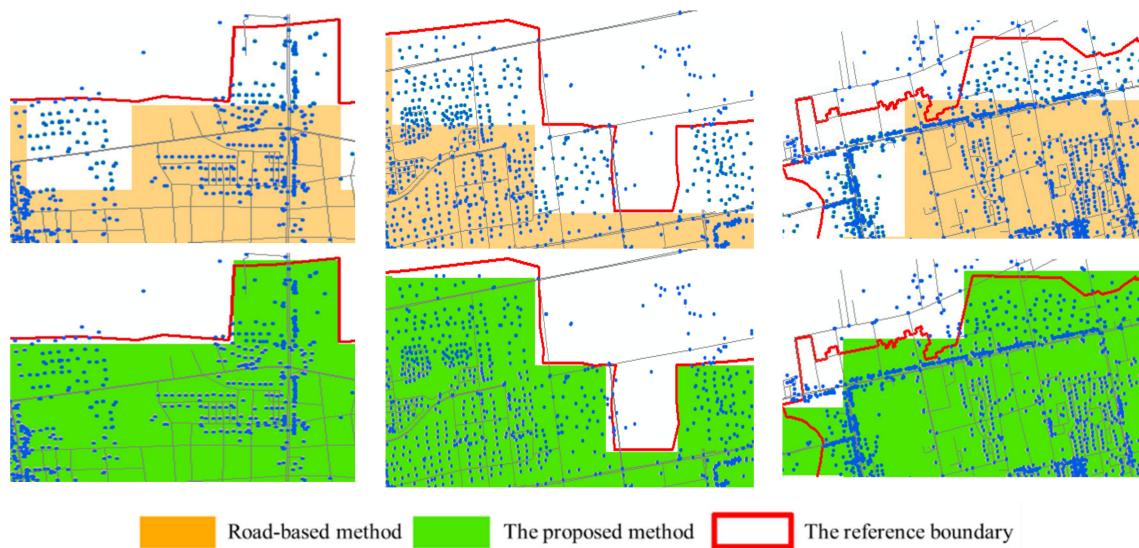 Road-based method
The proposed method
The reference boundary